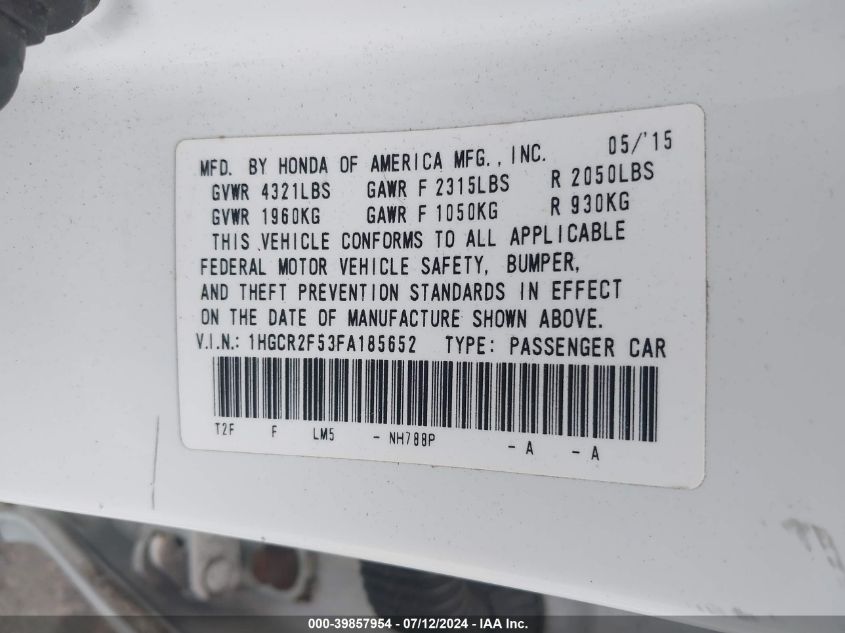 05/'15
MFD. BY HONDA OF AMERICA MFG., INC.
GVWR 4321LBS GAWR F 2315LBS R 2050LBS
GVWR 1960KG GAWR F 1050KG R 930KG
THIS VEHICLE CONFORMS TO ALL APPLICABLE
FEDERAL MOTOR VEHICLE SAFETY, BUMPER,
AND THEFT PREVENTION STANDARDS IN EFFECT
ON THE DATE OF MANUFACTURE SHOWN ABOVE.
V.I.N.: 1HGCR2F53FA185652 TYPE: PASSENGER CAR
T2F F LM5 - NH788P - A - A
000-39857954 - 07/12/2024 - IAA Inc.